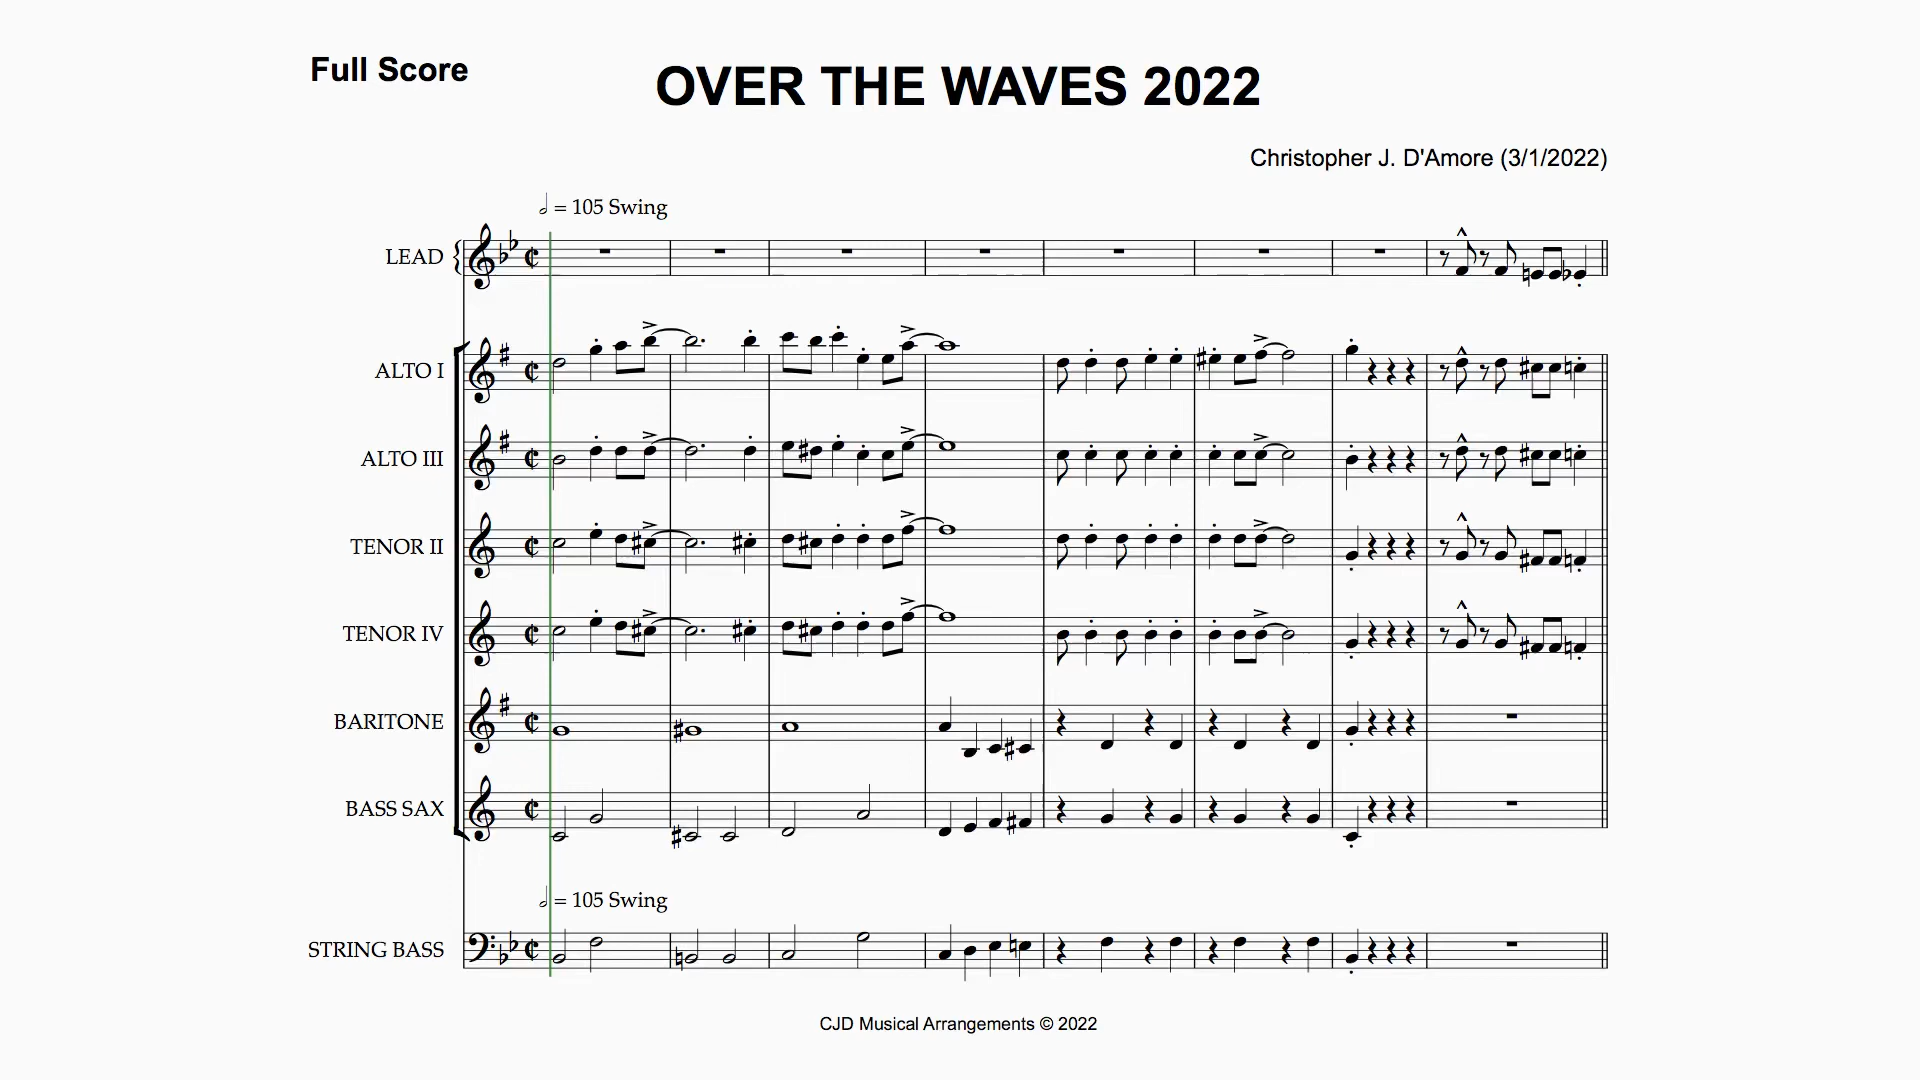 Full Score
OVER THE WAVES 2022
Christopher J. D'Amore (3/1/2022)
= 105 Swing
LEAD
ALTO I
ALTO III
TENOR II
TENOR IV
BARITONE
BASS SAX
= 105 Swing
STRING BASS
CJD Musical Arrangements © 2022